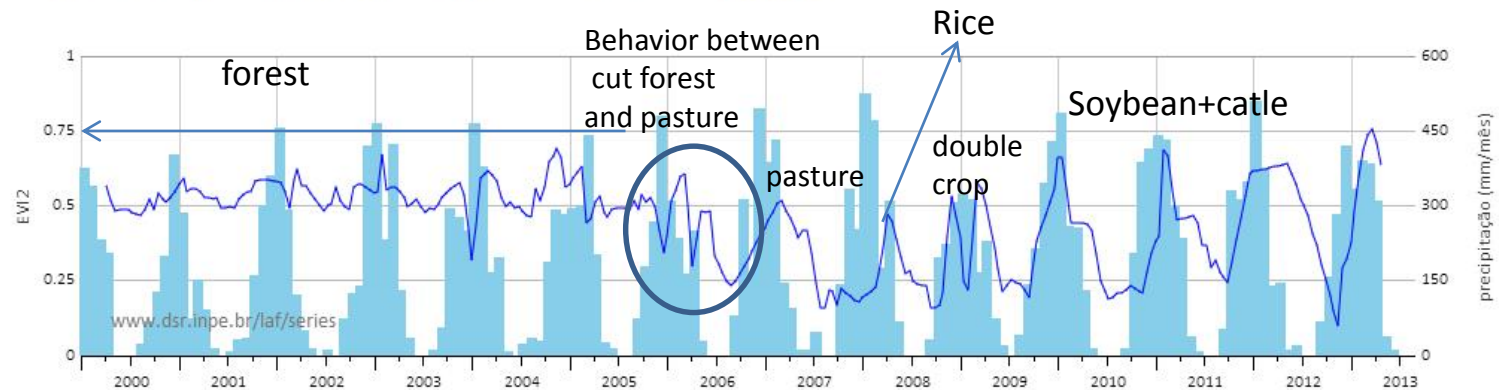 Rice
Behavior between
cut forest
and pasture
forest
Soybean+catle
double
crop
pasture
1
0.75
0.5
0.25
0
EVI2
600
450
300
150
0
precipitação (mm/mês)
www.dsr.inpe.br/laf/series
2000 2001 2002 2003 2004 2005 2006 2007 2008 2009 2010 2011 2012 2013